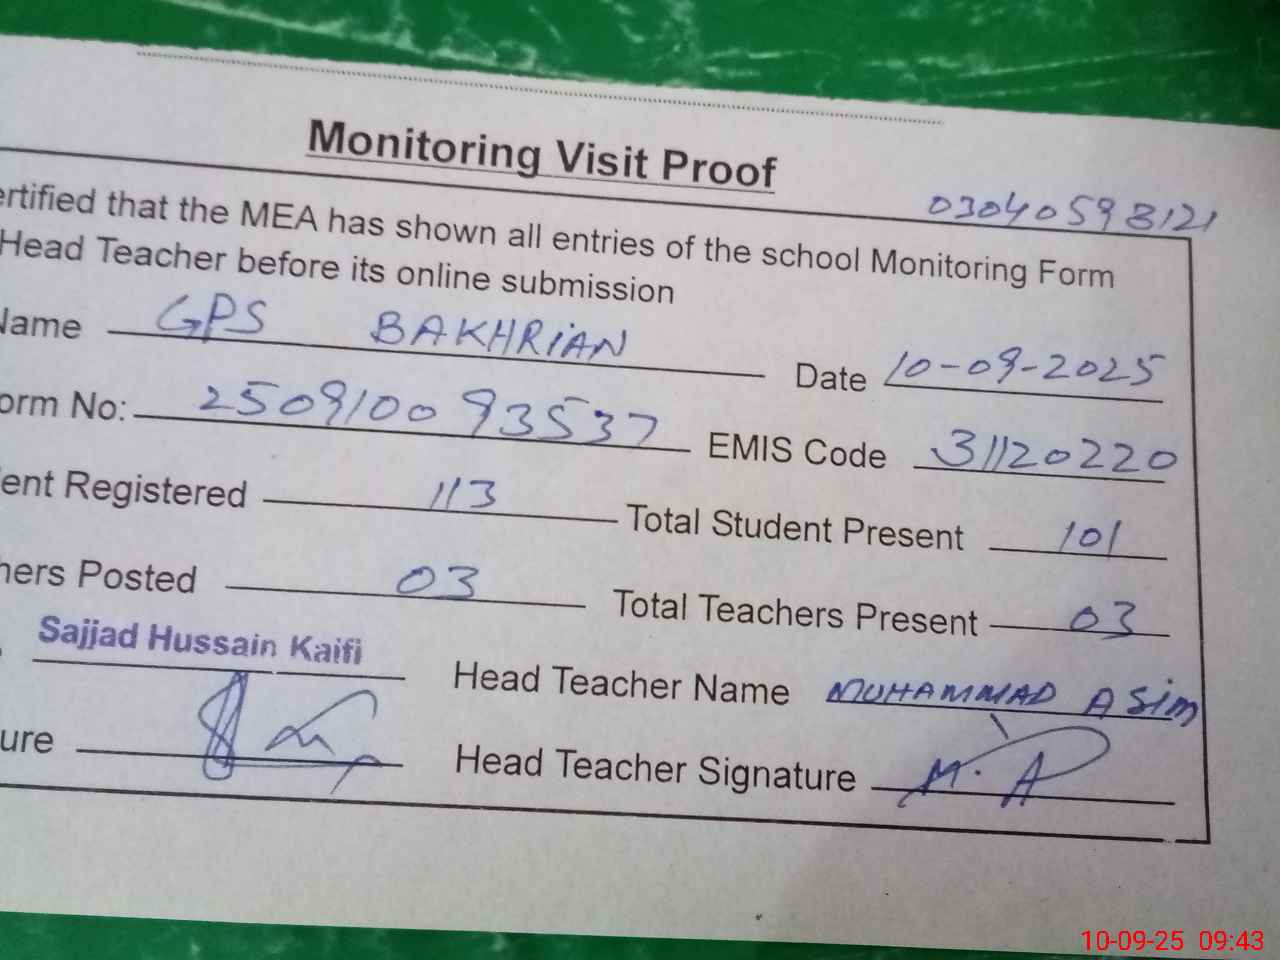 Monitoring Visit Proof
03040598121
ertified that the MEA has shown all entries of the school Monitoring Form
Head Teacher before its online submission
Name GPS BAKHRIAN Date 10-09-2025
orm No: 250910093537 EMIS Code 31120220
ent Registered 113 Total Student Present 101
hers Posted 03 Total Teachers Present 03
Sajjad Hussain Kaifi Head Teacher Name MUHAMMAD ASim
ure Head Teacher Signature M. A
10-09-25 09:43